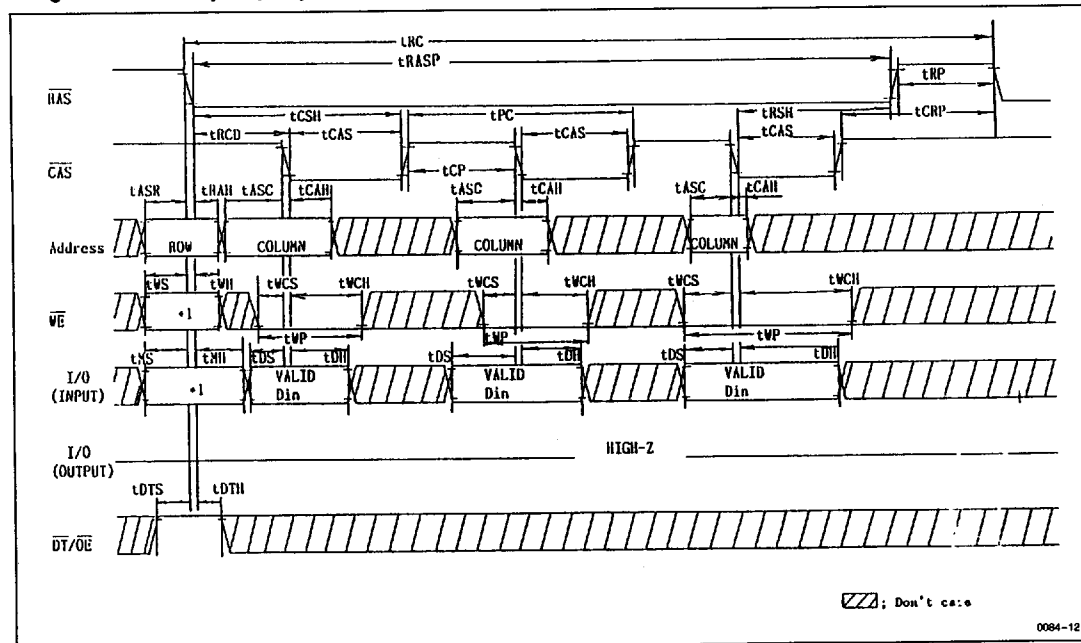 tRC
tRASP
tRP
RAS
tCSH
tPC
tRSH
tCRP
tRCD
tCAS
tCAS
tCAS
CAS
tCP
tASR
tRAH
tASC
tCAH
tASC
tCAH
tASC
tCAH
Address
ROW
COLUMN
COLUMN
COLUMN
tWS
tWH
tWCS
tWCH
tWCS
tWCH
tWCS
tWCH
WE
*1
tWP
tWP
tWP
tMS
tMH
tDS
tDH
tDS
tDH
tDS
tDH
I/O
(INPUT)
*1
VALID
Din
VALID
Din
VALID
Din
I/O
(OUTPUT)
HIGH-Z
tDTS
tDTH
DT/OE
; Don't care
0084-12